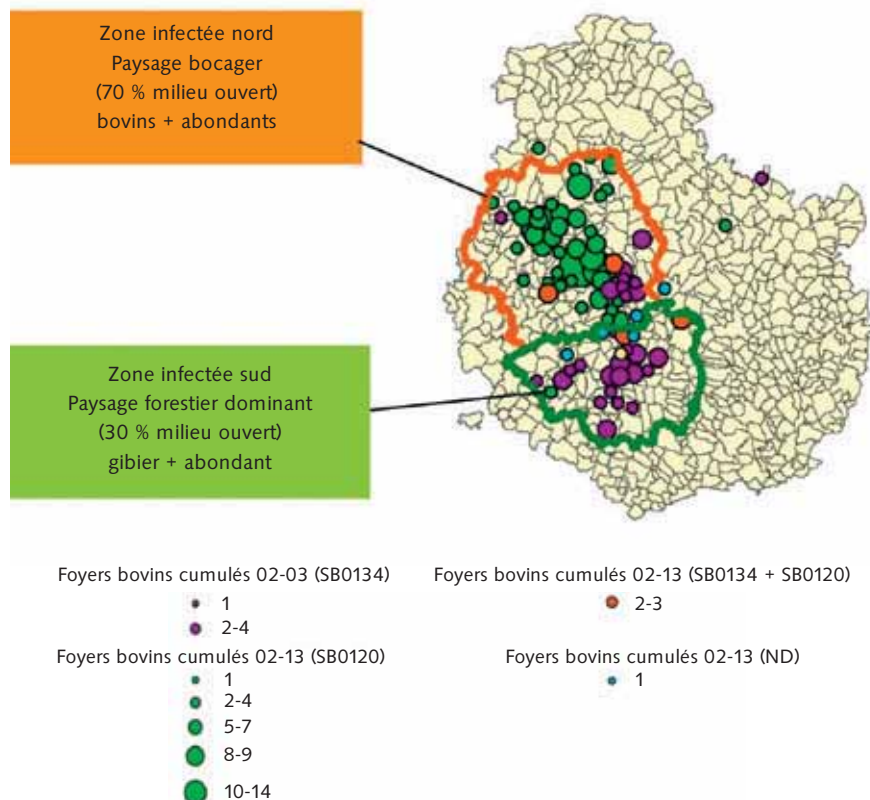 Zone infectée nord
Paysage bocager
(70 % milieu ouvert)
bovins + abondants
Zone infectée sud
Paysage forestier dominant
(30 % milieu ouvert)
gibier + abondant
Foyers bovins cumulés 02-03 (SB0134)
1
2-4
Foyers bovins cumulés 02-13 (SB0120)
1
2-4
5-7
8-9
10-14
Foyers bovins cumulés 02-13 (SB0134 + SB0120)
2-3
Foyers bovins cumulés 02-13 (ND)
1